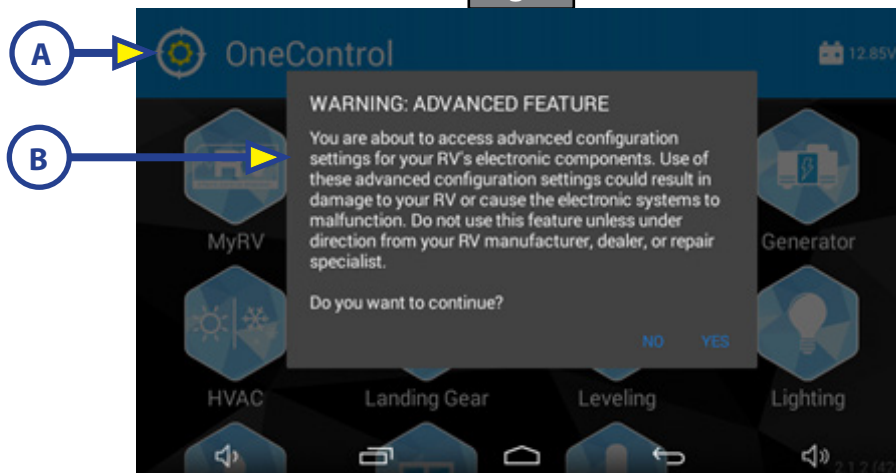 A
OneControl
12.85V
WARNING: ADVANCED FEATURE
B
You are about to access advanced configuration
settings for your RV's electronic components. Use of
these advanced configuration settings could result in
damage to your RV or cause the electronic systems to
malfunction. Do not use this feature unless under
direction from your RV manufacturer, dealer, or repair
specialist.
Do you want to continue?
NO YES
MyRV
Generator
HVAC
Landing Gear
Leveling
Lighting